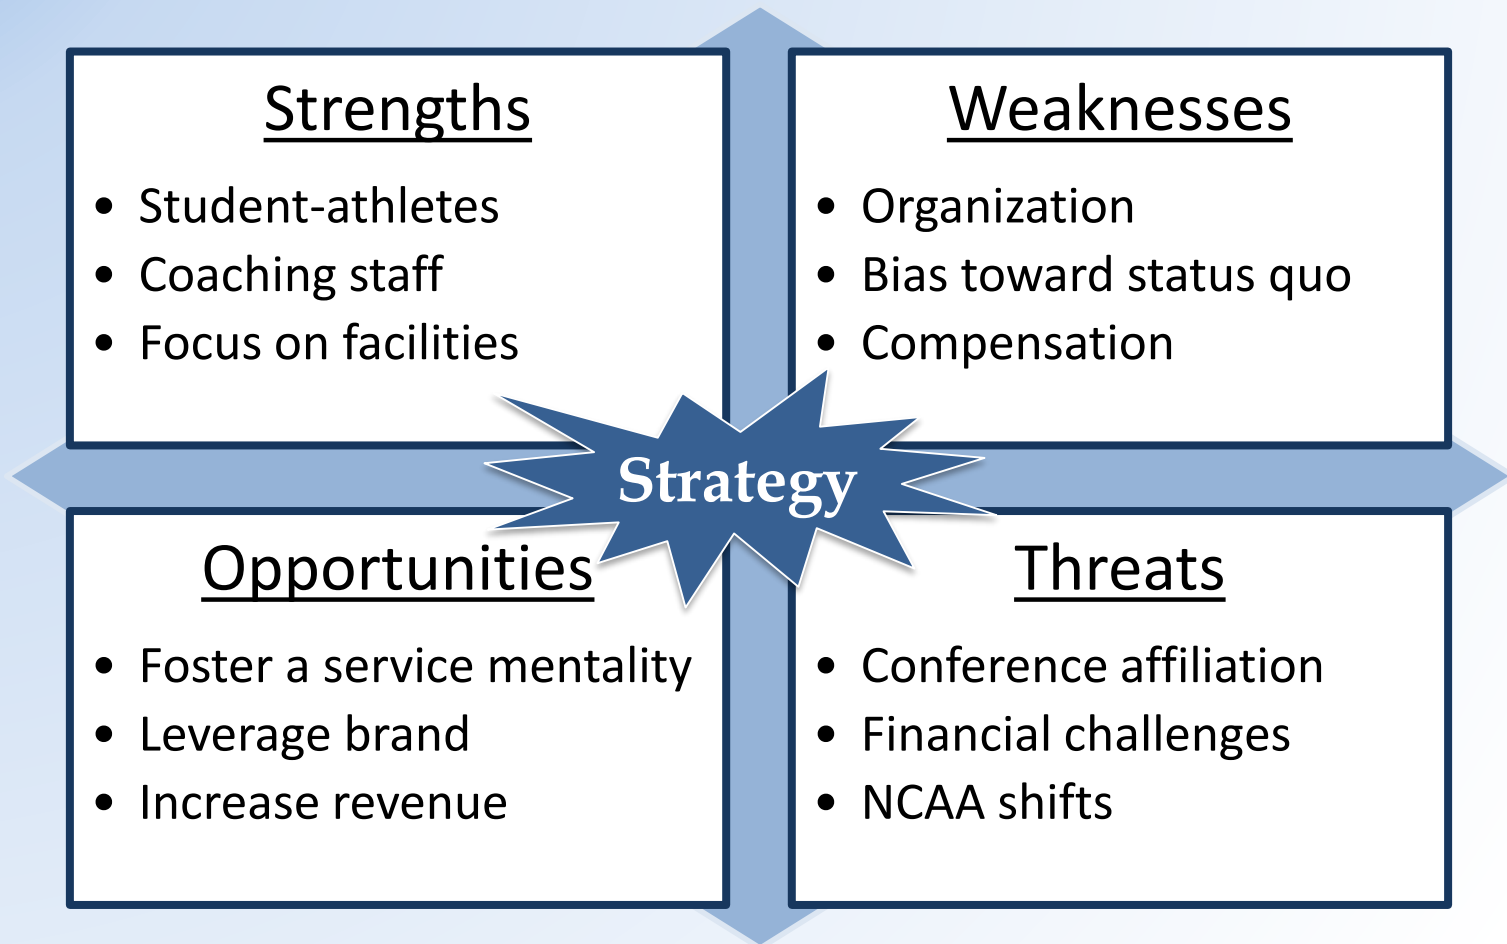 Strengths
• Student-athletes
• Coaching staff
• Focus on facilities
Weaknesses
• Organization
• Bias toward status quo
• Compensation
Strategy
Opportunities
• Foster a service mentality
• Leverage brand
• Increase revenue
Threats
• Conference affiliation
• Financial challenges
• NCAA shifts